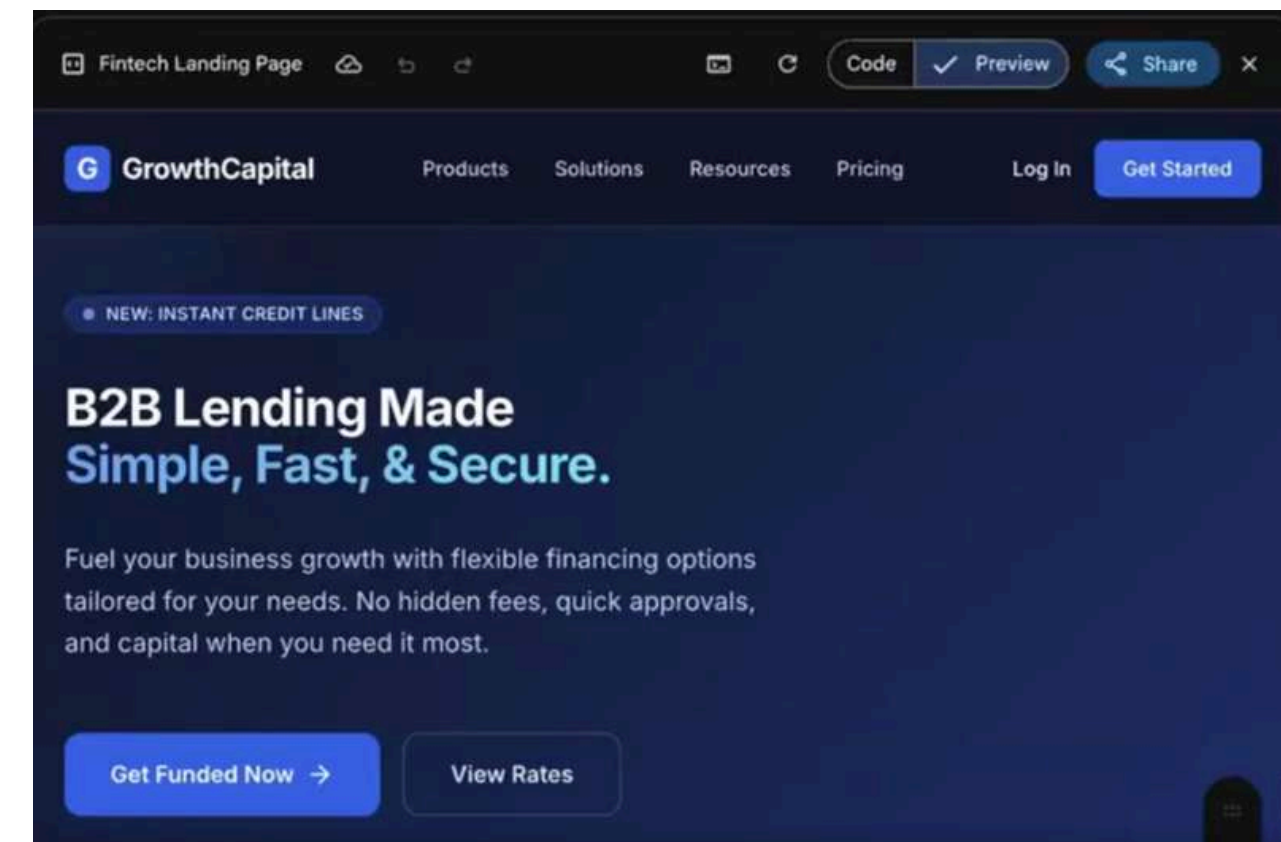 Fintech Landing Page
Code Preview Share
G GrowthCapital Products Solutions Resources Pricing Log In Get Started
NEW: INSTANT CREDIT LINES
B2B Lending Made
Simple, Fast, & Secure.
Fuel your business growth with flexible financing options
tailored for your needs. No hidden fees, quick approvals,
and capital when you need it most.
Get Funded Now → View Rates